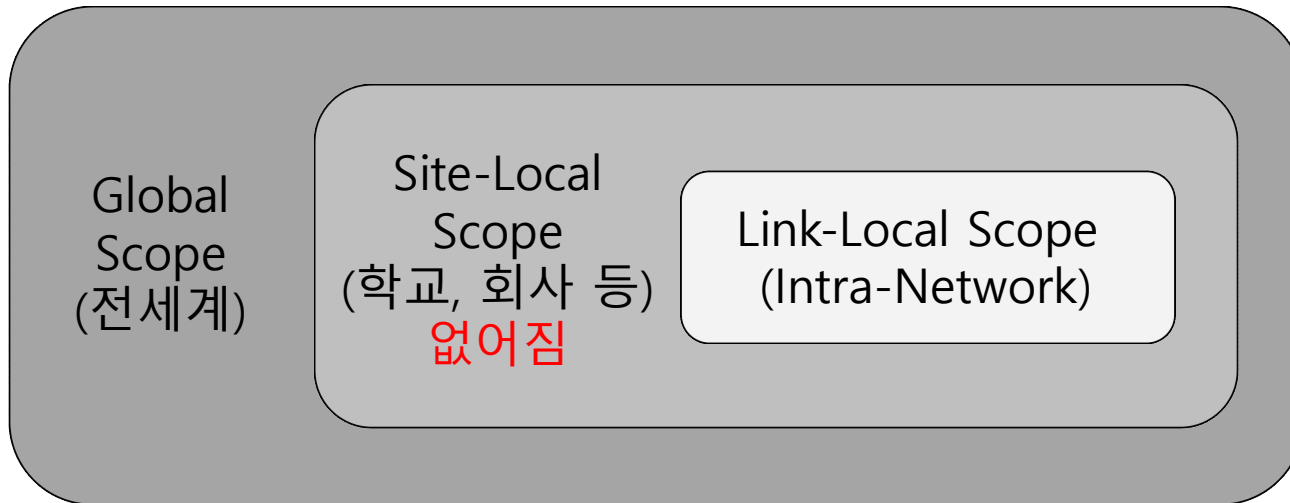 Global
Scope
(전세계)
Site-Local
Scope
(학교, 회사 등)
없어짐
Link-Local Scope
(Intra-Network)